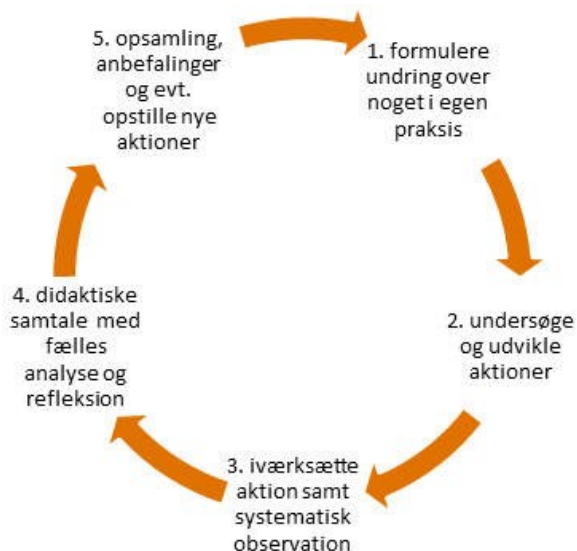 1. formulere
undring over
noget i egen
praksis
2. undersøge
og udvikle
aktioner
3. iværksætte
aktion samt
systematisk
observation
4. didaktiske
samtale med
fælles
analyse og
refleksion
5. opsamling,
anbefalinger
og evt.
opstille nye
aktioner